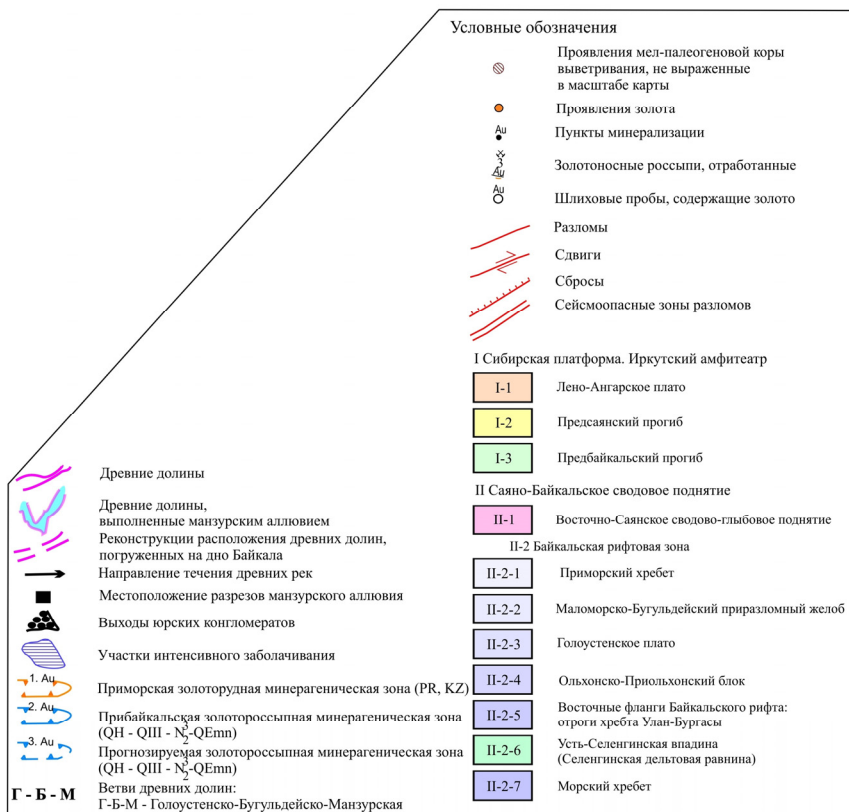 Условные обозначения
Проявления мел-палеогеновой коры
выветривания, не выраженные
в масштабе карты
Проявления золота
Au
Пункты минерализации
3
Au
Золотоносные россыпи, отработанные
Au
Шлиховые пробы, содержащие золото
Разломы
Сдвиги
Сбросы
Сейсмоопасные зоны разломов
I Сибирская платформа. Иркутский амфитеатр
I-1 Лено-Ангарское плато
I-2 Предсаянский прогиб
I-3 Предбайкальский прогиб
II Саяно-Байкальское сводовое поднятие
II-1 Восточно-Саянское сводово-глыбовое поднятие
II-2 Байкальская рифтовая зона
II-2-1 Приморский хребет
II-2-2 Маломорско-Бугульдейский приразломный желоб
II-2-3 Голоустенское плато
II-2-4 Ольхонско-Приольхонский блок
II-2-5 Восточные фланги Байкальского рифта:
отроги хребта Улан-Бургасы
II-2-6 Усть-Селенгинская впадина
(Селенгинская дельтовая равнина)
II-2-7 Морский хребет
Древние долины
Древние долины,
выполненные манзурским аллювием
Реконструкции расположения древних долин,
погруженных на дно Байкала
Направление течения древних рек
Местоположение разрезов манзурского аллювия
Выходы юрских конгломератов
Участки интенсивного заболачивания
1. Au Приморская золоторудная минерагеническая зона (PR, KZ)
2. Au Прибайкальская золотороссыпная минерагеническая зона
(QH - QIII - N₂³-QEmn)
3. Au Прогнозируемая золотороссыпная минерагеническая зона
(QH - QIII - N₂³-QEmn)
Г - Б - М Ветви древних долин:
Г-Б-М - Голоустенско-Бугульдейско-Манзурская